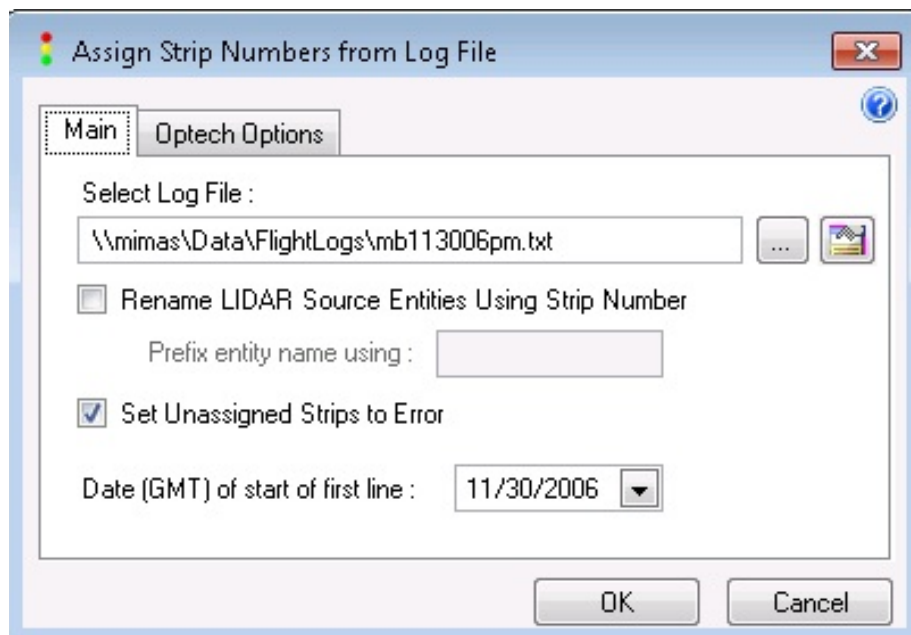 Assign Strip Numbers from Log File
Main
Optech Options
Select Log File :
\\mimas\Data\FlightLogs\mb113006pm.txt
...
Rename LIDAR Source Entities Using Strip Number
Prefix entity name using :
Set Unassigned Strips to Error
Date (GMT) of start of first line :
11/30/2006
OK
Cancel